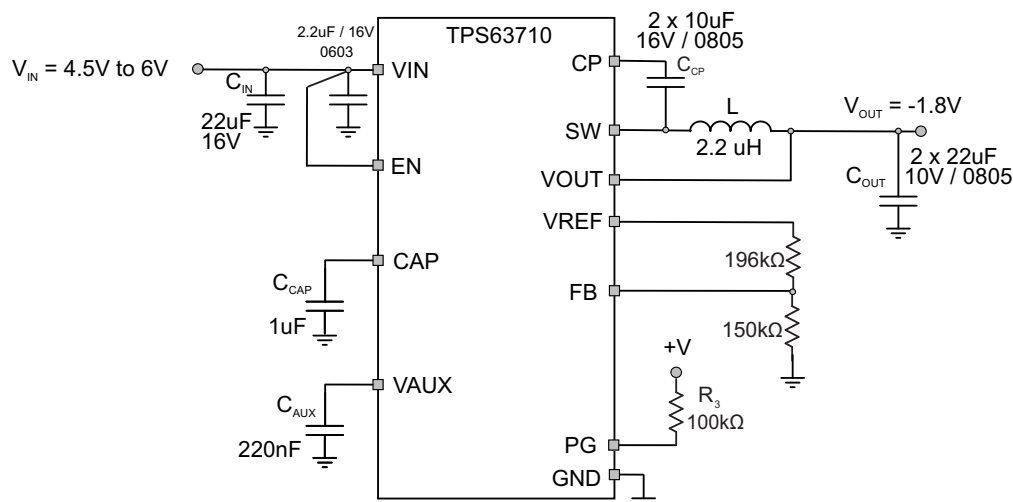 TPS63710
2.2uF / 16V
0603
2 x 10uF
16V / 0805
V_IN = 4.5V to 6V
VIN
CP
C_CP
C_IN
22uF
16V
L
V_OUT = -1.8V
SW
2.2 uH
2 x 22uF
10V / 0805
EN
VOUT
C_OUT
VREF
196kΩ
CAP
FB
C_CAP
1uF
150kΩ
+V
VAUX
R_3
100kΩ
C_AUX
220nF
PG
GND